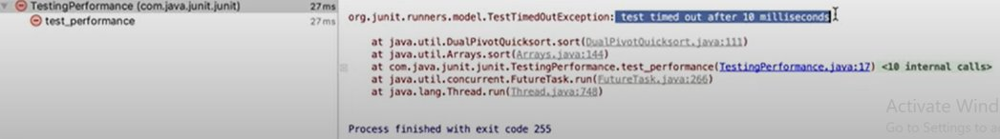 TestingPerformance (com.java.junit.junit) 27 ms
test_performance 27 ms
org.junit.runners.model.TestTimedOutException: test timed out after 10 milliseconds
at java.util.DualPivotQuicksort.sort(DualPivotQuicksort.java:111)
at java.util.Arrays.sort(Arrays.java:144)
at com.java.junit.junit.TestingPerformance.test_performance(TestingPerformance.java:17) <10 internal calls>
at java.util.concurrent.FutureTask.run(FutureTask.java:266)
at java.lang.Thread.run(Thread.java:748)
Activate Wind
Process finished with exit code 255
Go to Settings to a